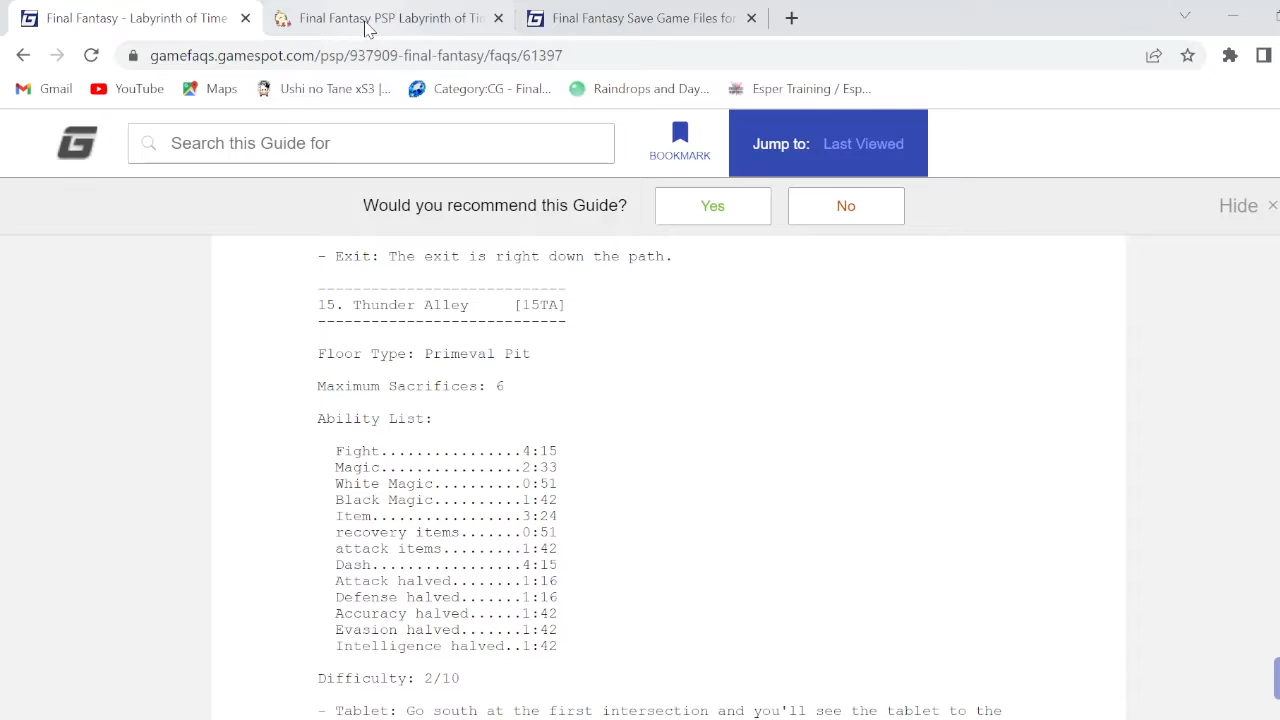 Final Fantasy - Labyrinth of Time
Final Fantasy PSP Labyrinth of Tin
Final Fantasy Save Game Files for
gamefaqs.gamespot.com/psp/937909-final-fantasy/faqs/61397
Gmail
YouTube
Maps
Ushi no Tane xS3 |...
Category:CG - Final...
Raindrops and Day...
Esper Training / Esp...
G
Search this Guide for
BOOKMARK
Jump to: Last Viewed
Would you recommend this Guide?
Yes
No
Hide ×
- Exit: The exit is right down the path.
----------------------------
15. Thunder Alley [15TA]
----------------------------
Floor Type: Primeval Pit
Maximum Sacrifices: 6
Ability List:
Fight................4:15
Magic................2:33
White Magic..........0:51
Black Magic..........1:42
Item.................3:24
recovery items.......0:51
attack items.........1:42
Dash.................4:15
Attack halved........1:16
Defense halved.......1:16
Accuracy halved......1:42
Evasion halved.......1:42
Intelligence halved..1:42
Difficulty: 2/10
- Tablet: Go south at the first intersection and you'll see the tablet to the